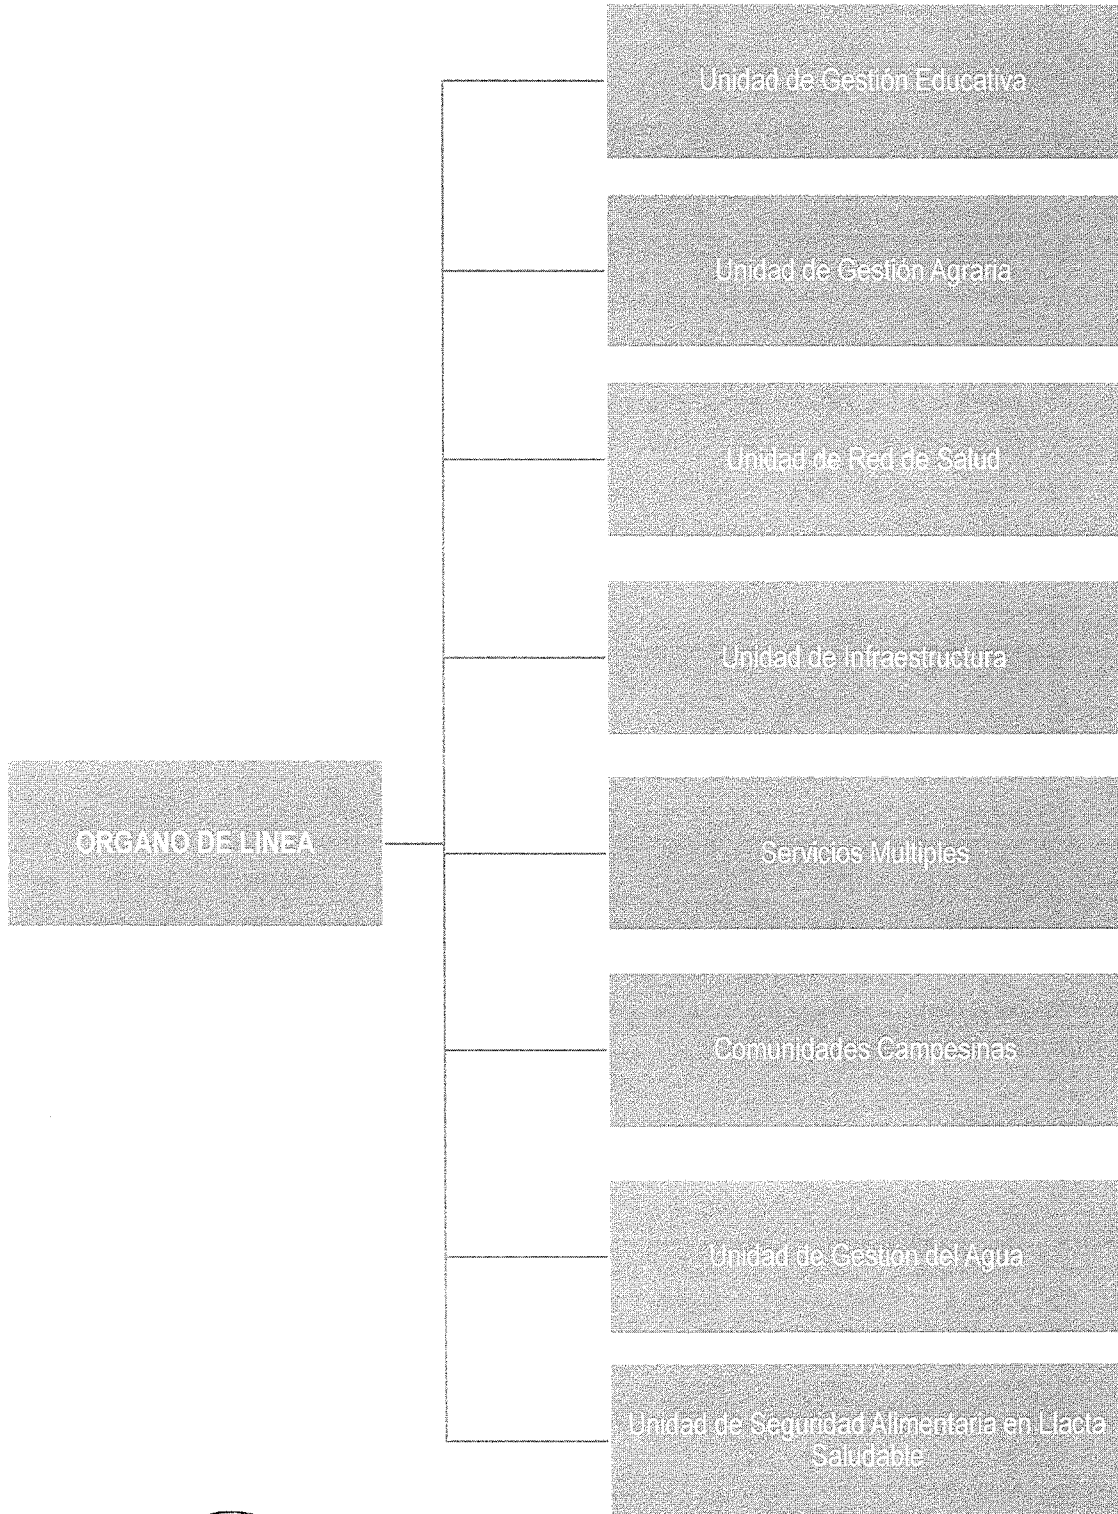 Unidad de Gestión Educativa
Unidad de Gestión Agraria
Unidad de Red de Salud
Unidad de Infraestructura
ORGANO DE LINEA
Servicios Multiples
Comunidades Campesinas
Unidad de Gestion del Agua
Unidad de Seguridad Alimentaria en Llacta
Saludable